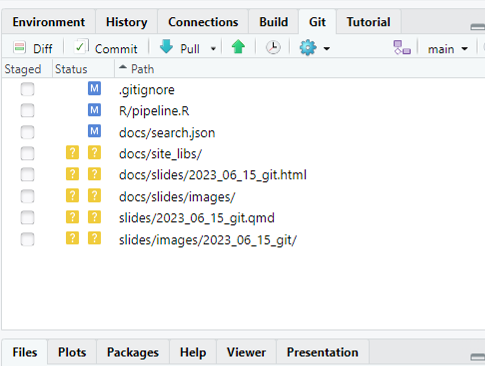 Environment History Connections Build Git Tutorial
Diff Commit Pull main
Staged Status Path
M .gitignore
M R/pipeline.R
M docs/search.json
? ? docs/site_libs/
? ? docs/slides/2023_06_15_git.html
? ? docs/slides/images/
? ? slides/2023_06_15_git.qmd
? ? slides/images/2023_06_15_git/
Files Plots Packages Help Viewer Presentation